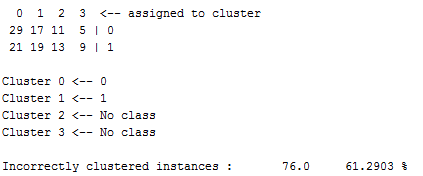 0 1 2 3 <-- assigned to cluster
29 17 11 5 | 0
21 19 13 9 | 1
Cluster 0 <-- 0
Cluster 1 <-- 1
Cluster 2 <-- No class
Cluster 3 <-- No class
Incorrectly clustered instances : 76.0 61.2903 %